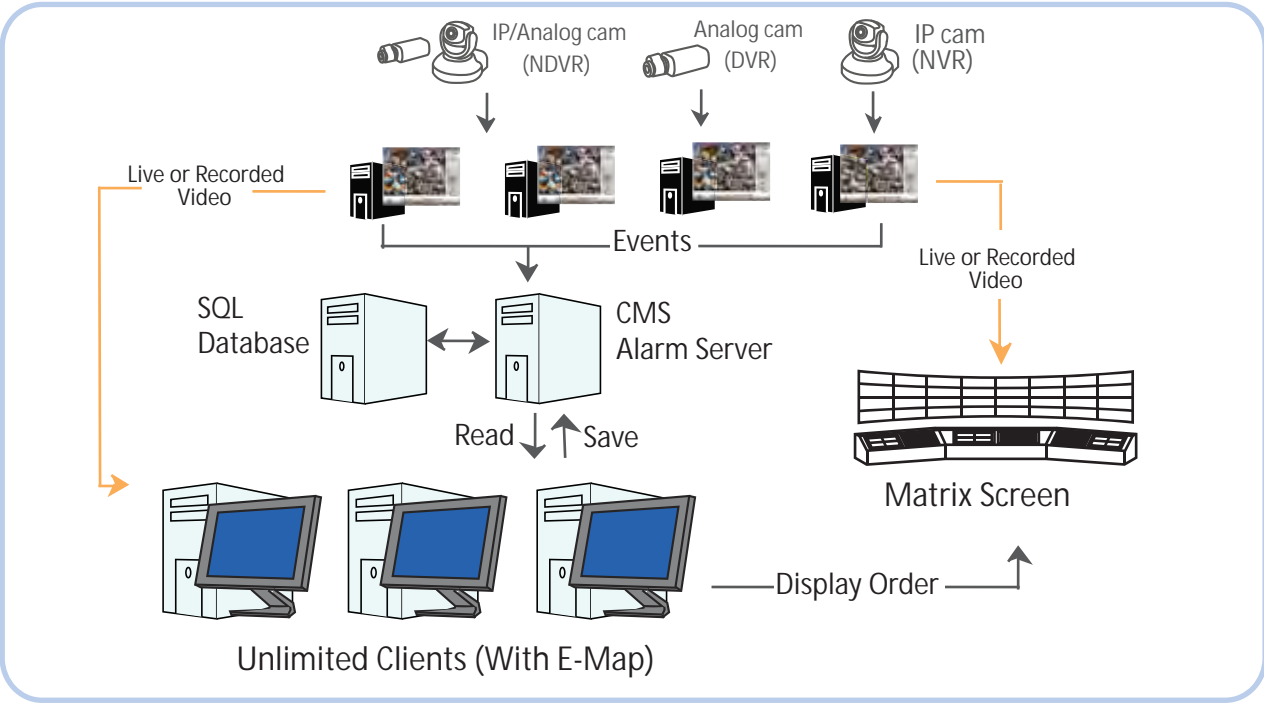 IP/Analog cam
(NDVR)
Analog cam
(DVR)
IP cam
(NVR)
Live or Recorded
Video
Events
Live or Recorded
Video
SQL
Database
CMS
Alarm Server
Read
Save
Matrix Screen
Display Order
Unlimited Clients (With E-Map)